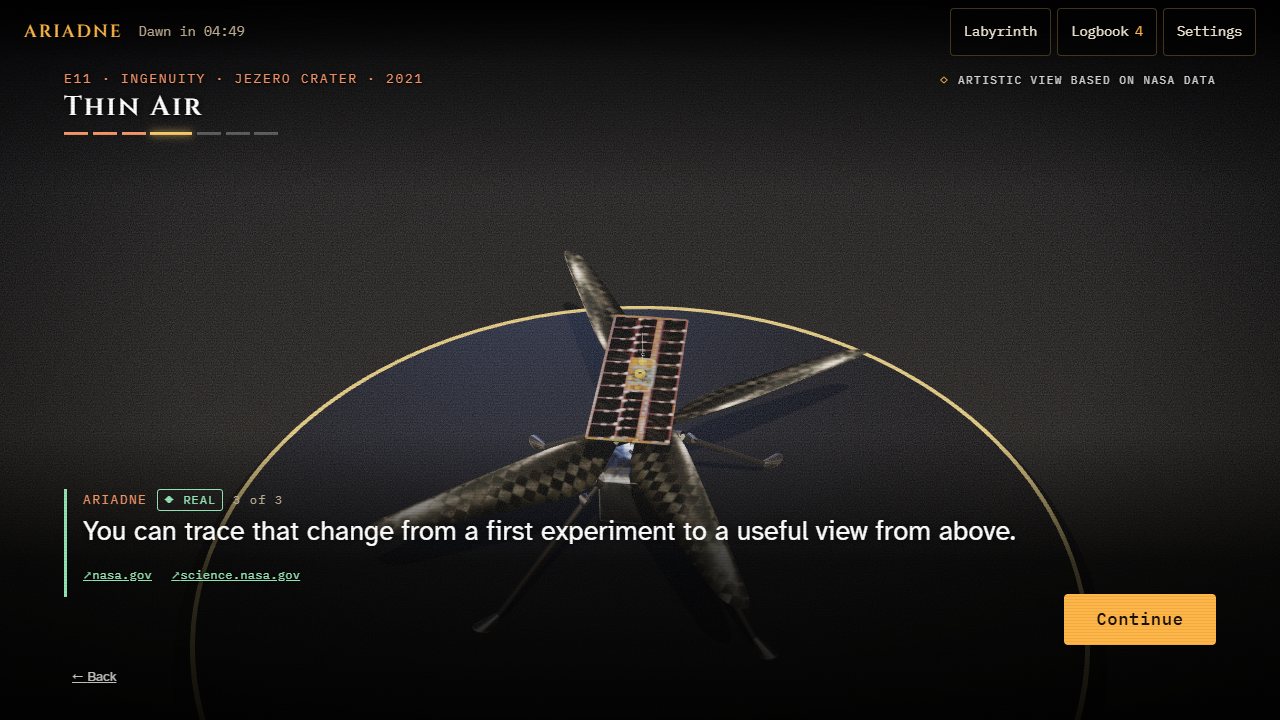 ARIADNE Dawn in 04:49 Labyrinth Logbook 4 Settings
E11 · INGENUITY · JEZERO CRATER · 2021
◇ ARTISTIC VIEW BASED ON NASA DATA
Thin Air
ARIADNE ◆ REAL 3 of 3
You can trace that change from a first experiment to a useful view from above.
↗nasa.gov ↗science.nasa.gov
Continue
← Back